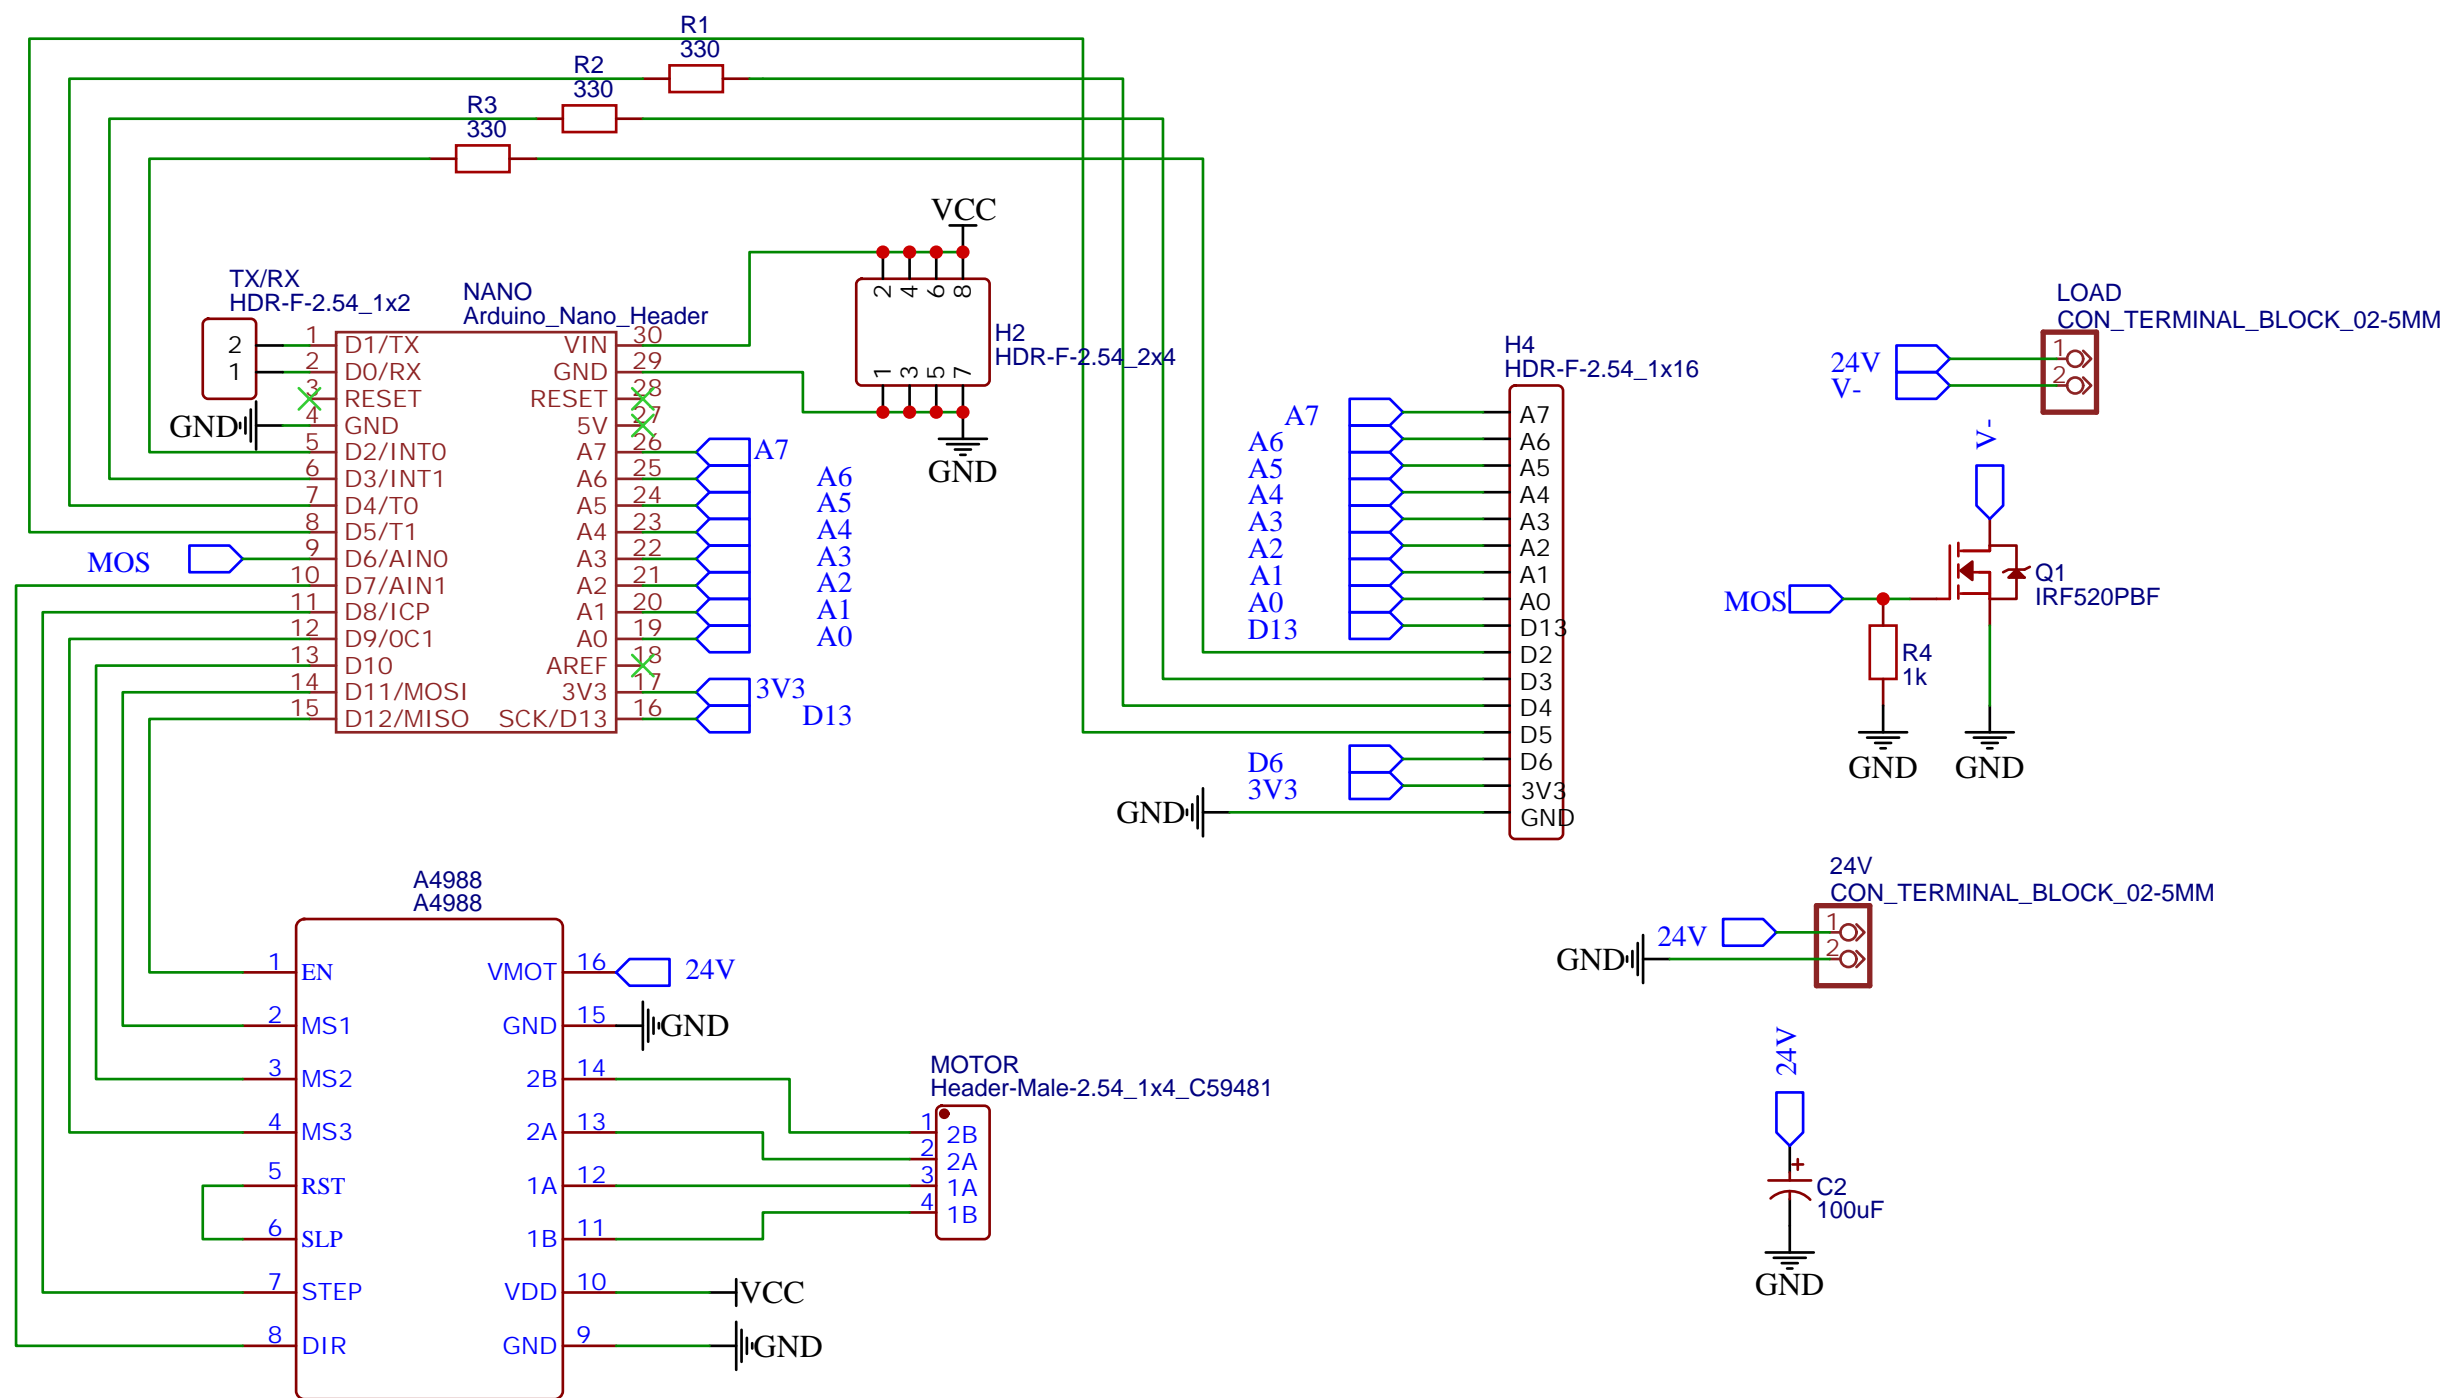 R1
330
R2
330
R3
330
VCC
2 4 6 8
1 3 5 7
H2
HDR-F-2.54_2x4
GND
TX/RX
HDR-F-2.54_1x2
2
1
GND
NANO
Arduino_Nano_Header
1 D1/TX
2 D0/RX
3 RESET
4 GND
5 D2/INT0
6 D3/INT1
7 D4/T0
8 D5/T1
9 D6/AIN0
10 D7/AIN1
11 D8/ICP
12 D9/OC1
13 D10
14 D11/MOSI
15 D12/MISO
MOS
VIN 30
GND 29
RESET 28
5V 27
A7 26 A7
A6 25 A6
A5 24 A5
A4 23 A4
A3 22 A3
A2 21 A2
A1 20 A1
A0 19 A0
AREF 18
3V3 17 3V3
SCK/D13 16 D13
H4
HDR-F-2.54_1x16
A7 A7
A6 A6
A5 A5
A4 A4
A3 A3
A2 A2
A1 A1
A0 A0
D13 D13
D2
D3
D4
D5
D6 D6
3V3 3V3
GND GND
LOAD
CON_TERMINAL_BLOCK_02-5MM
24V 1
V- 2
V-
MOS
Q1
IRF520PBF
R4
1k
GND
GND
24V
CON_TERMINAL_BLOCK_02-5MM
24V 1
GND 2
24V
+
C2
100uF
GND
A4988
A4988
1 EN
2 MS1
3 MS2
4 MS3
5 RST
6 SLP
7 STEP
8 DIR
VMOT 16 24V
GND 15 GND
2B 14
2A 13
1A 12
1B 11
VDD 10 VCC
GND 9 GND
MOTOR
Header-Male-2.54_1x4_C59481
1 2B
2 2A
3 1A
4 1B